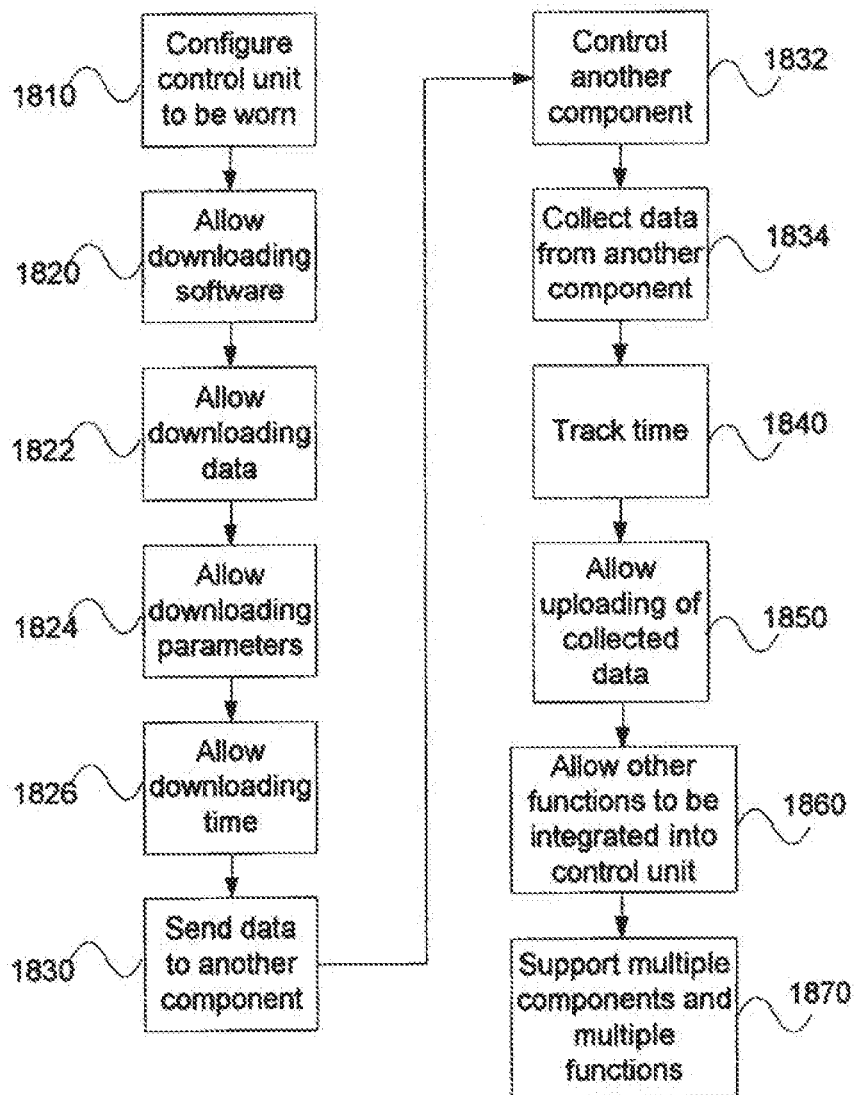 1810
Configure
control unit
to be worn
1820
Allow
downloading
software
1822
Allow
downloading
data
1824
Allow
downloading
parameters
1826
Allow
downloading
time
1830
Send data
to another
component
Control
another
component
1832
Collect data
from another
component
1834
Track time
1840
Allow
uploading of
collected
data
1850
Allow other
functions to be
integrated into
control unit
1860
Support multiple
components and
multiple
functions
1870